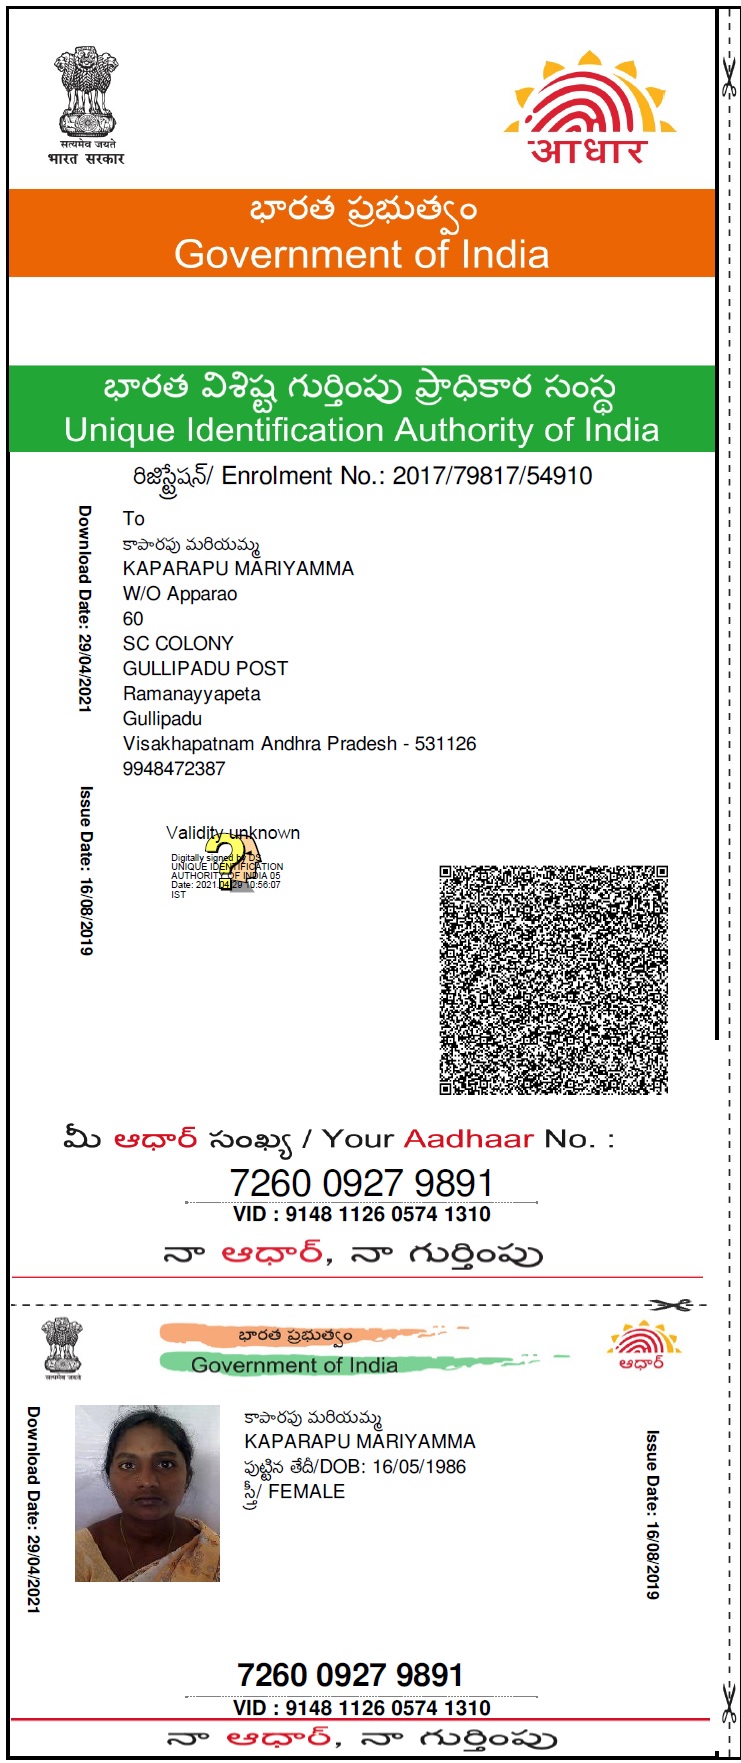 सत्यमेव जयते
भारत सरकार
आधार
భారత ప్రభుత్వం
Government of India
భారత విశిష్ట గుర్తింపు ప్రాధికార సంస్థ
Unique Identification Authority of India
రిజిస్ట్రేషన్/ Enrolment No.: 2017/79817/54910
Download Date: 29/04/2021
Issue Date: 16/08/2019
To
కాపారపు మరియమ్మ
KAPARAPU MARIYAMMA
W/O Apparao
60
SC COLONY
GULLIPADU POST
Ramanayyapeta
Gullipadu
Visakhapatnam Andhra Pradesh - 531126
9948472387
Validity unknown
Digitally signed by DS
UNIQUE IDENTIFICATION
AUTHORITY OF INDIA 05
Date: 2021.04.29 10:56:07
IST
మీ ఆధార్ సంఖ్య / Your Aadhaar No. :
7260 0927 9891
VID : 9148 1126 0574 1310
నా ఆధార్, నా గుర్తింపు
सत्यमेव जयते
భారత ప్రభుత్వం
Government of India
ఆధార్
Download Date: 29/04/2021
కాపారపు మరియమ్మ
KAPARAPU MARIYAMMA
పుట్టిన తేదీ/DOB: 16/05/1986
స్త్రీ/ FEMALE
Issue Date: 16/08/2019
7260 0927 9891
VID : 9148 1126 0574 1310
నా ఆధార్, నా గుర్తింపు